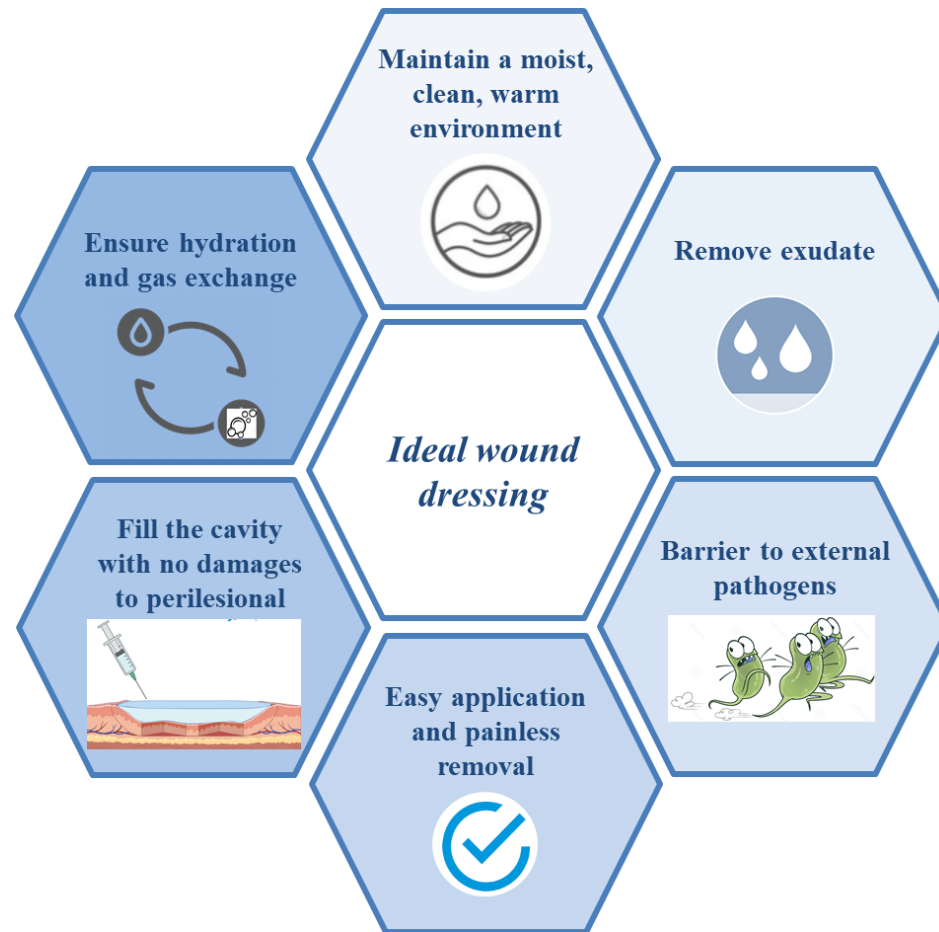 Maintain a moist,
clean, warm
environment
Remove exudate
Barrier to external
pathogens
Easy application
and painless
removal
Fill the cavity
with no damages
to perilesional
Ensure hydration
and gas exchange
Ideal wound
dressing